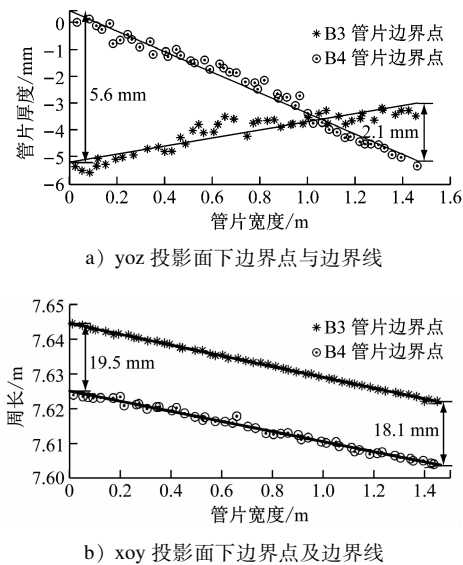 B3 管片边界点
B4 管片边界点
管片厚度/mm
1
0
−1
−2
−3
−4
−5
−6
5.6 mm
2.1 mm
0 0.2 0.4 0.6 0.8 1.0 1.2 1.4 1.6
管片宽度/m
a）yoz 投影面下边界点与边界线
B3 管片边界点
B4 管片边界点
周长/m
7.65
7.64
7.63
7.62
7.61
7.60
19.5 mm
18.1 mm
0 0.2 0.4 0.6 0.8 1.0 1.2 1.4
管片宽度/m
b）xoy 投影面下边界点及边界线